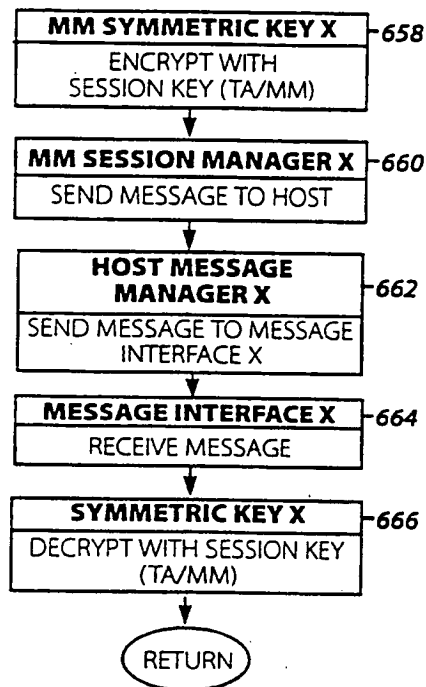 MM SYMMETRIC KEY X
658
ENCRYPT WITH
SESSION KEY (TA/MM)
MM SESSION MANAGER X
660
SEND MESSAGE TO HOST
HOST MESSAGE
MANAGER X
662
SEND MESSAGE TO MESSAGE
INTERFACE X
MESSAGE INTERFACE X
664
RECEIVE MESSAGE
SYMMETRIC KEY X
666
DECRYPT WITH SESSION KEY
(TA/MM)
RETURN